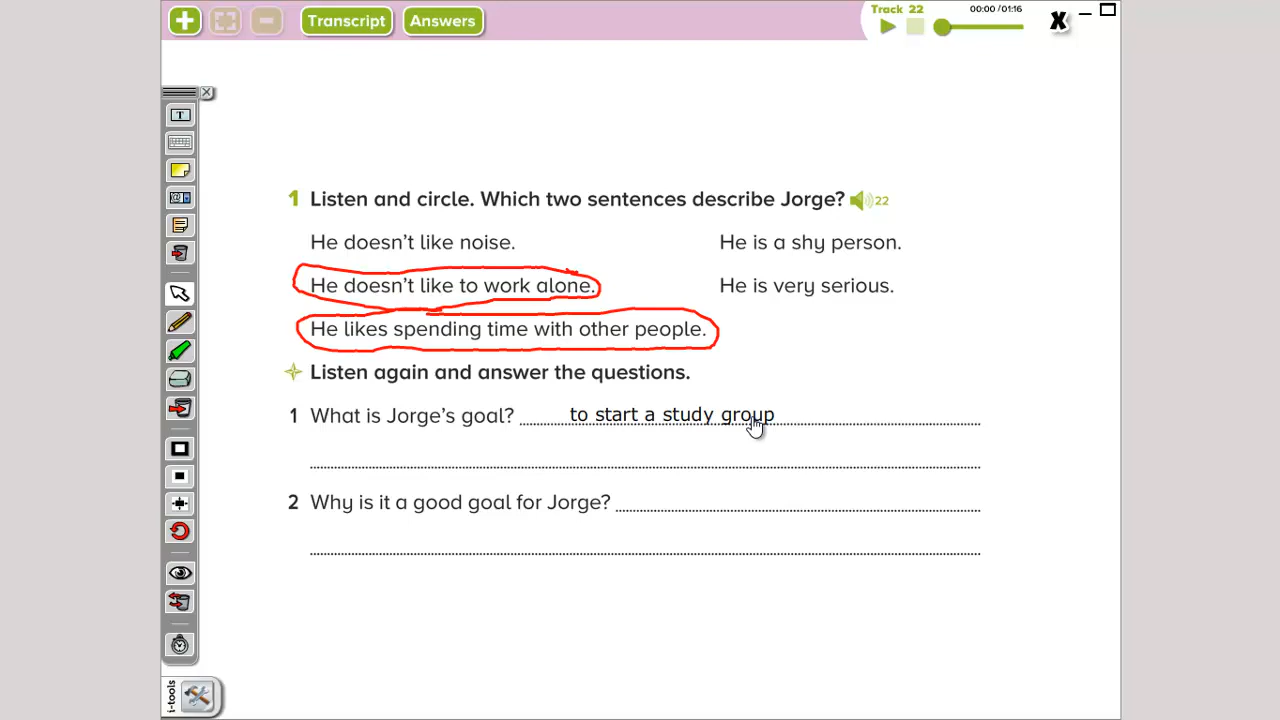 Transcript
Answers
Track 22
00:00 /01:16
X
T
1 Listen and circle. Which two sentences describe Jorge? 22
He doesn't like noise.
He is a shy person.
He doesn't like to work alone.
He is very serious.
He likes spending time with other people.
Listen again and answer the questions.
1 What is Jorge's goal? to start a study group
2 Why is it a good goal for Jorge?
i-tools